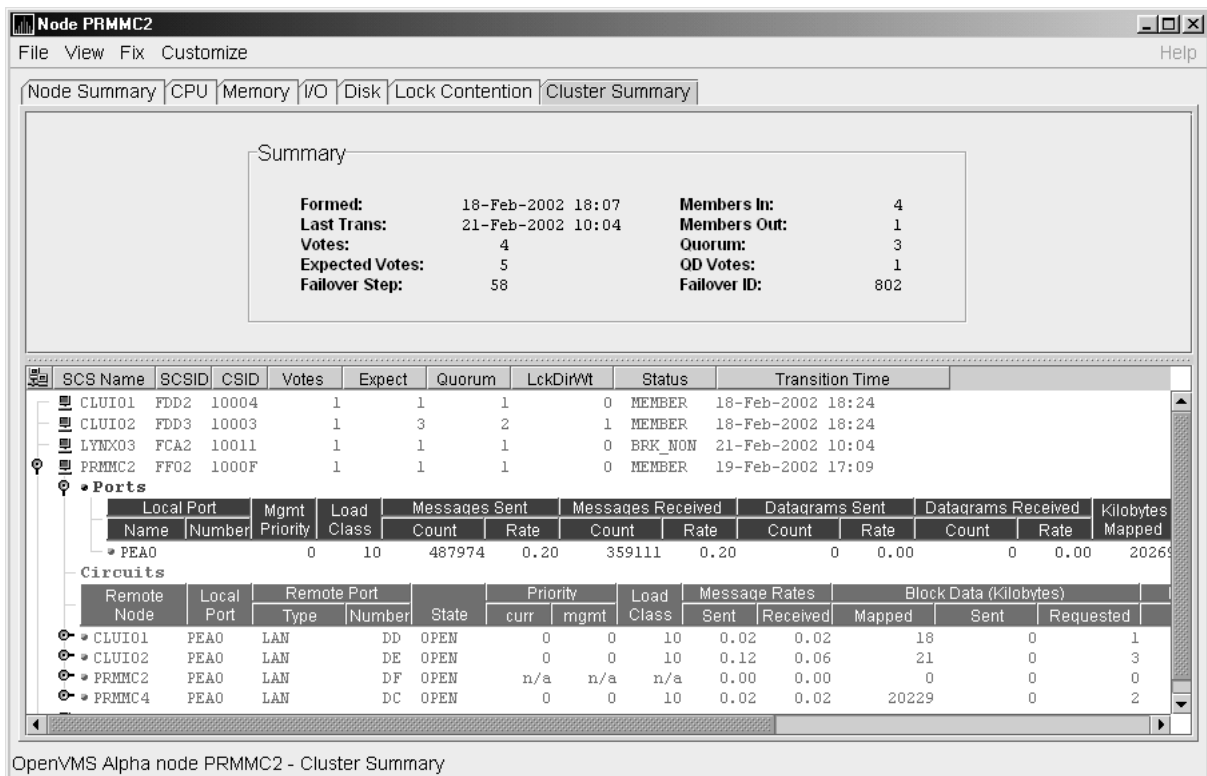 Node PRMMC2
File View Fix Customize Help
Node Summary CPU Memory I/O Disk Lock Contention Cluster Summary
Summary
Formed: 18-Feb-2002 18:07 Members In: 4
Last Trans: 21-Feb-2002 10:04 Members Out: 1
Votes: 4 Quorum: 3
Expected Votes: 5 QD Votes: 1
Failover Step: 58 Failover ID: 802
SCS Name SCSID CSID Votes Expect Quorum LckDirWt Status Transition Time
CLUI01 FDD2 10004 1 1 1 0 MEMBER 18-Feb-2002 18:24
CLUI02 FDD3 10003 1 3 2 1 MEMBER 18-Feb-2002 18:24
LYNX03 FCA2 10011 1 1 1 0 BRK_NON 21-Feb-2002 10:04
PRMMC2 FF02 1000F 1 1 1 0 MEMBER 19-Feb-2002 17:09
Ports
Local Port Mgmt Load Messages Sent Messages Received Datagrams Sent Datagrams Received Kilobytes
Name Number Priority Class Count Rate Count Rate Count Rate Count Rate Mapped
PEA0 0 10 487974 0.20 359111 0.20 0 0.00 0 0.00 20269
Circuits
Remote Local Remote Port State Priority Load Message Rates Block Data (Kilobytes)
Node Port Type Number curr mgmt Class Sent Received Mapped Sent Requested
CLUI01 PEA0 LAN DD OPEN 0 0 10 0.02 0.02 18 0 1
CLUI02 PEA0 LAN DE OPEN 0 0 10 0.12 0.06 21 0 3
PRMMC2 PEA0 LAN DF OPEN n/a n/a n/a 0.00 0.00 0 0 0
PRMMC4 PEA0 LAN DC OPEN 0 0 10 0.02 0.02 20229 0 2
OpenVMS Alpha node PRMMC2 - Cluster Summary